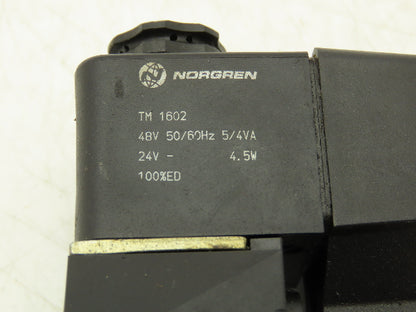 NORGREN
TM 1602
48V 50/60Hz 5/4VA
24V - 4.5W
100%ED